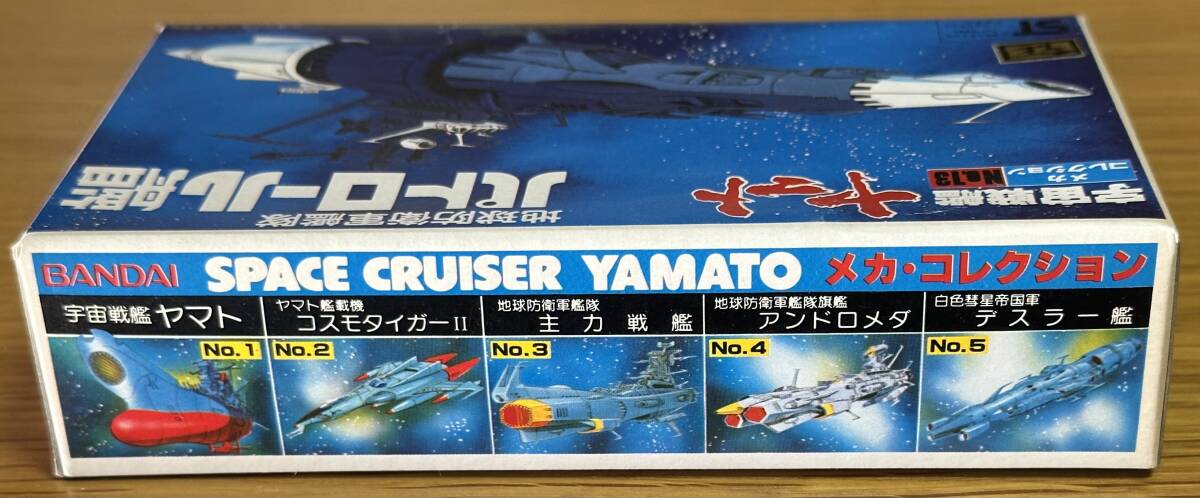 ST
メカ
コレクション
No.13
宇宙戦艦
ヤマト
地球防衛軍艦隊
パトロール艦
BANDAI SPACE CRUISER YAMATO メカ・コレクション
宇宙戦艦 ヤマト
No.1
ヤマト艦載機
コスモタイガーII
No.2
地球防衛軍艦隊
主力戦艦
No.3
地球防衛軍艦隊旗艦
アンドロメダ
No.4
白色彗星帝国軍
デスラー艦
No.5